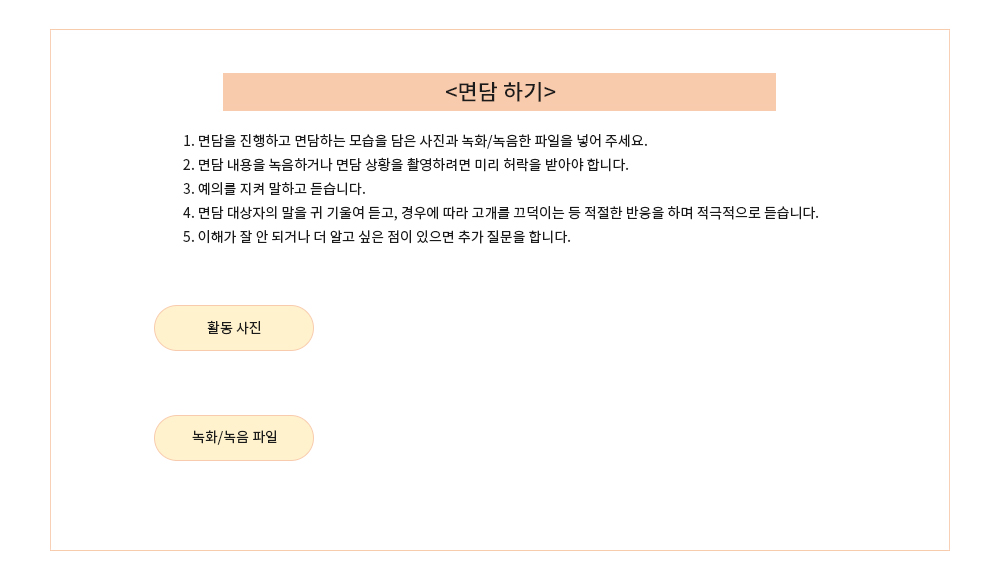 <면담 하기>
1. 면담을 진행하고 면담하는 모습을 담은 사진과 녹화/녹음한 파일을 넣어 주세요.
2. 면담 내용을 녹음하거나 면담 상황을 촬영하려면 미리 허락을 받아야 합니다.
3. 예의를 지켜 말하고 듣습니다.
4. 면담 대상자의 말을 귀 기울여 듣고, 경우에 따라 고개를 끄덕이는 등 적절한 반응을 하며 적극적으로 듣습니다.
5. 이해가 잘 안 되거나 더 알고 싶은 점이 있으면 추가 질문을 합니다.
활동 사진
녹화/녹음 파일